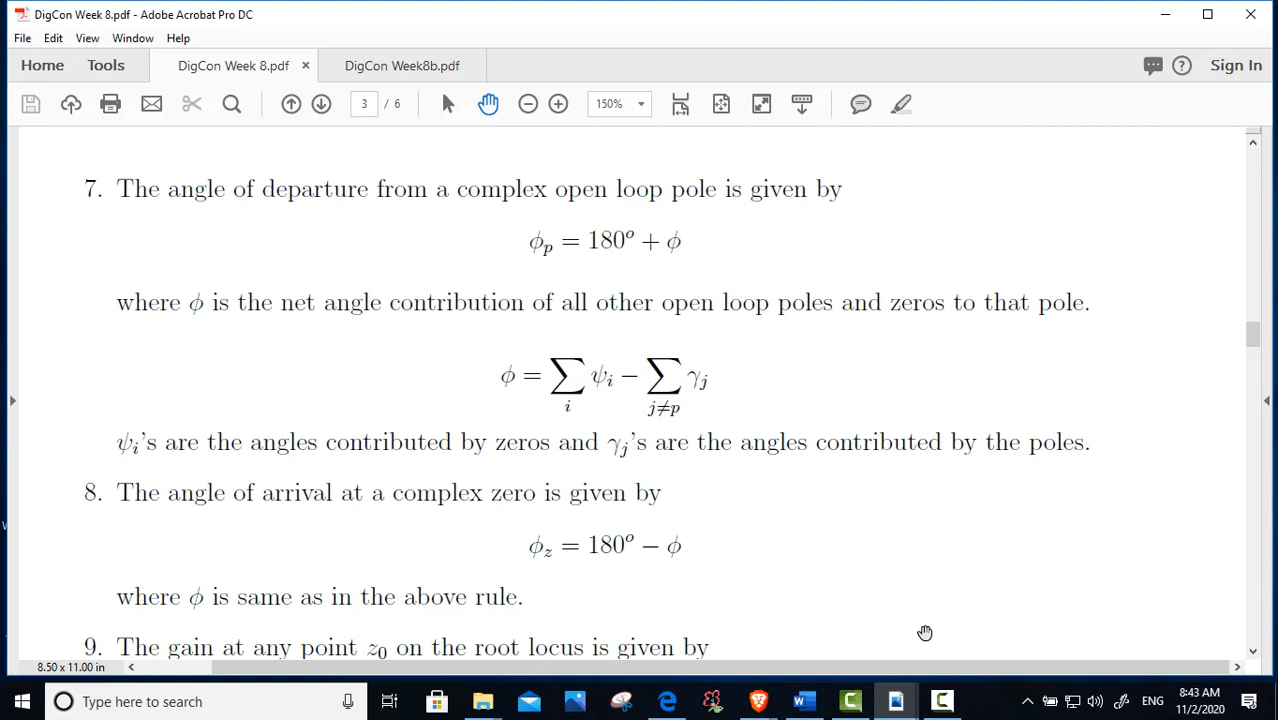 DigCon Week 8.pdf - Adobe Acrobat Pro DC
File Edit View Window Help
Home Tools DigCon Week 8.pdf × DigCon Week8b.pdf Sign In
3 / 6 150%
7. The angle of departure from a complex open loop pole is given by
ϕₚ = 180ᵒ + ϕ
where ϕ is the net angle contribution of all other open loop poles and zeros to that pole.
ϕ = ∑ᵢ ψᵢ − ∑_{j≠p} γⱼ
ψᵢ's are the angles contributed by zeros and γⱼ's are the angles contributed by the poles.
8. The angle of arrival at a complex zero is given by
ϕ_z = 180ᵒ − ϕ
where ϕ is same as in the above rule.
9. The gain at any point z₀ on the root locus is given by
8.50 x 11.00 in
Type here to search
ENG
8:43 AM
11/2/2020